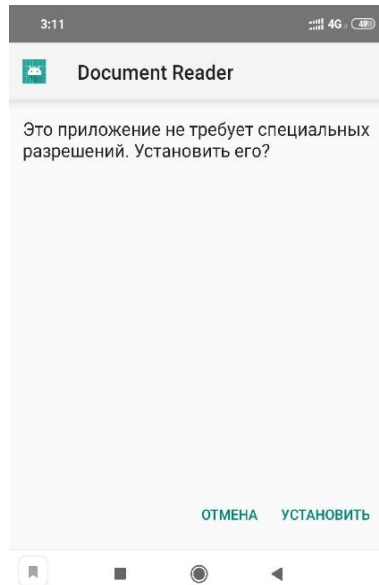 3:11 4G 49
Document Reader
Это приложение не требует специальных
разрешений. Установить его?
ОТМЕНА УСТАНОВИТЬ